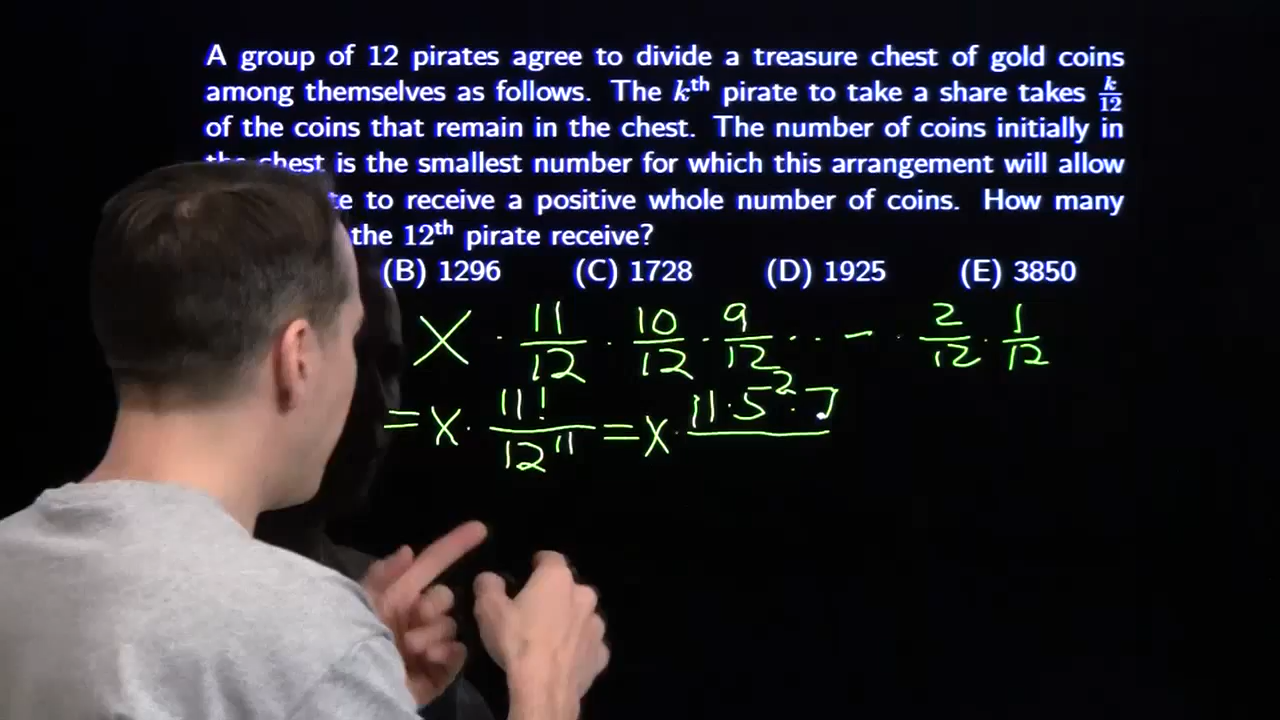 A group of 12 pirates agree to divide a treasure chest of gold coins
among themselves as follows. The kth pirate to take a share takes k/12
of the coins that remain in the chest. The number of coins initially in
chest is the smallest number for which this arrangement will allow
to receive a positive whole number of coins. How many
the 12th pirate receive?
(B) 1296 (C) 1728 (D) 1925 (E) 3850
X · 11/12 · 10/12 · 9/12 · · · – · 2/12 · 1/12
= X · 11!/12^11 = X · 11·5^2·7